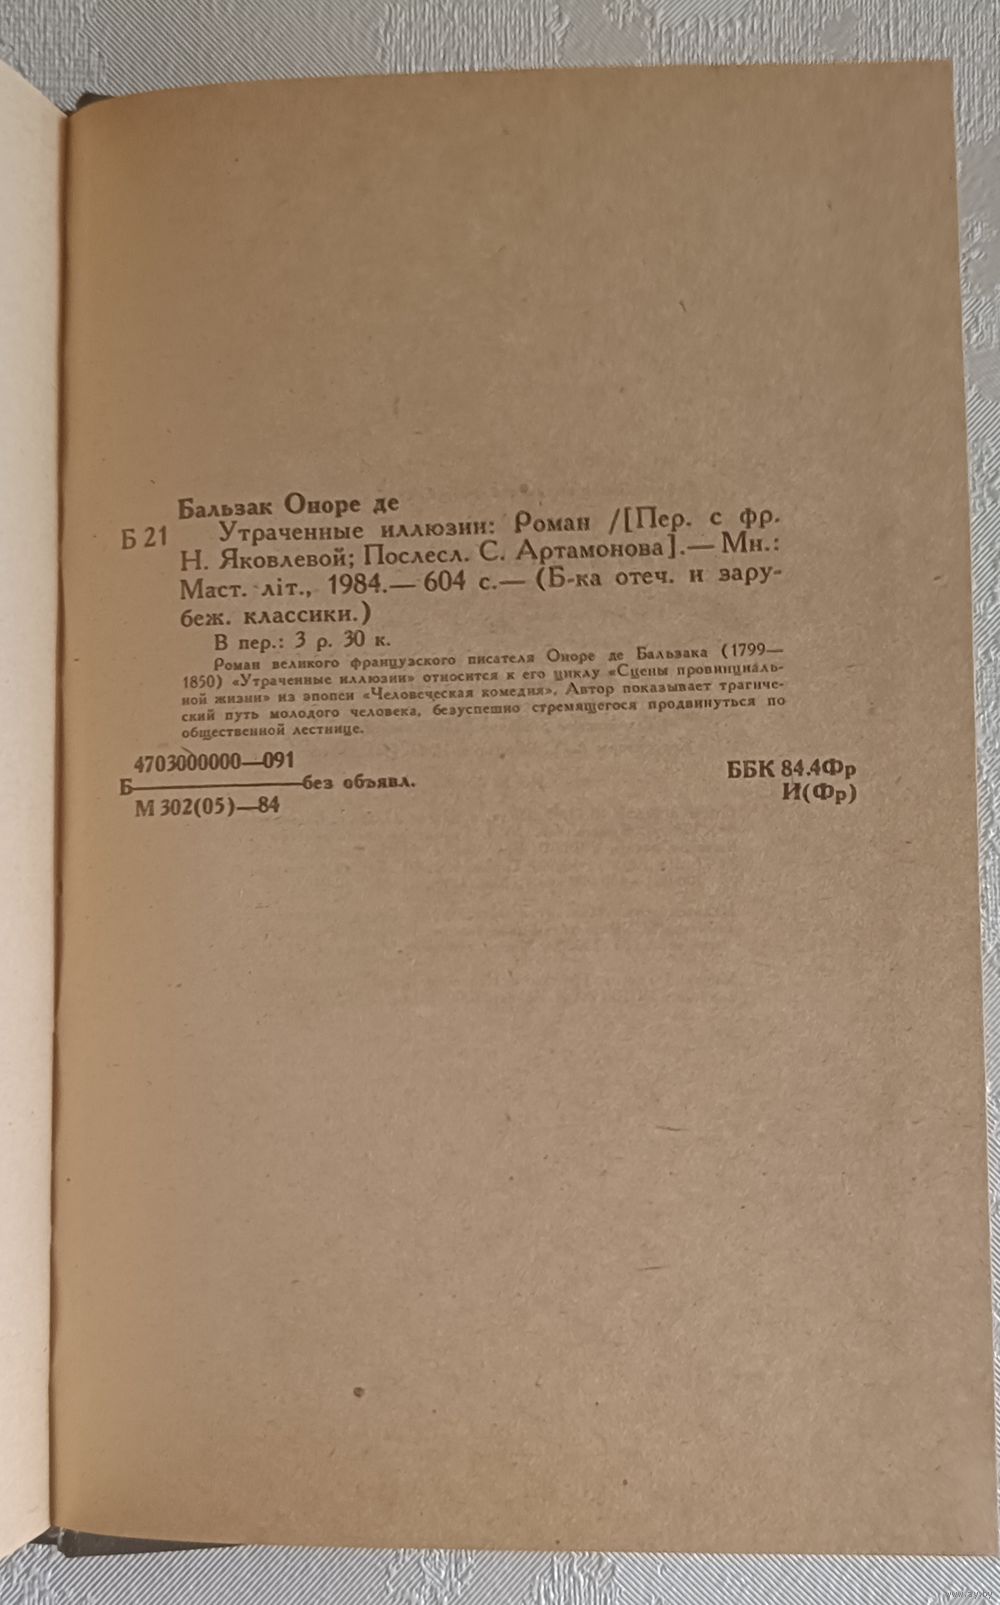 Бальзак Оноре де
Б 21 Утраченные иллюзии: Роман /[Пер. с фр.
Н. Яковлевой; Послесл. С. Артамонова].— Мн.:
Маст. літ., 1984.— 604 с.— (Б-ка отеч. и зару-
беж. классики.)
В пер.: 3 р. 30 к.
Роман великого французского писателя Оноре де Бальзака (1799—
1850) «Утраченные иллюзии» относится к его циклу «Сцены провинциаль-
ной жизни» из эпопеи «Человеческая комедия». Автор показывает трагиче-
ский путь молодого человека, безуспешно стремящегося продвинуться по
общественной лестнице.
4703000000—091
Б———без объявл.
М 302(05)—84
ББК 84.4Фр
И(Фр)